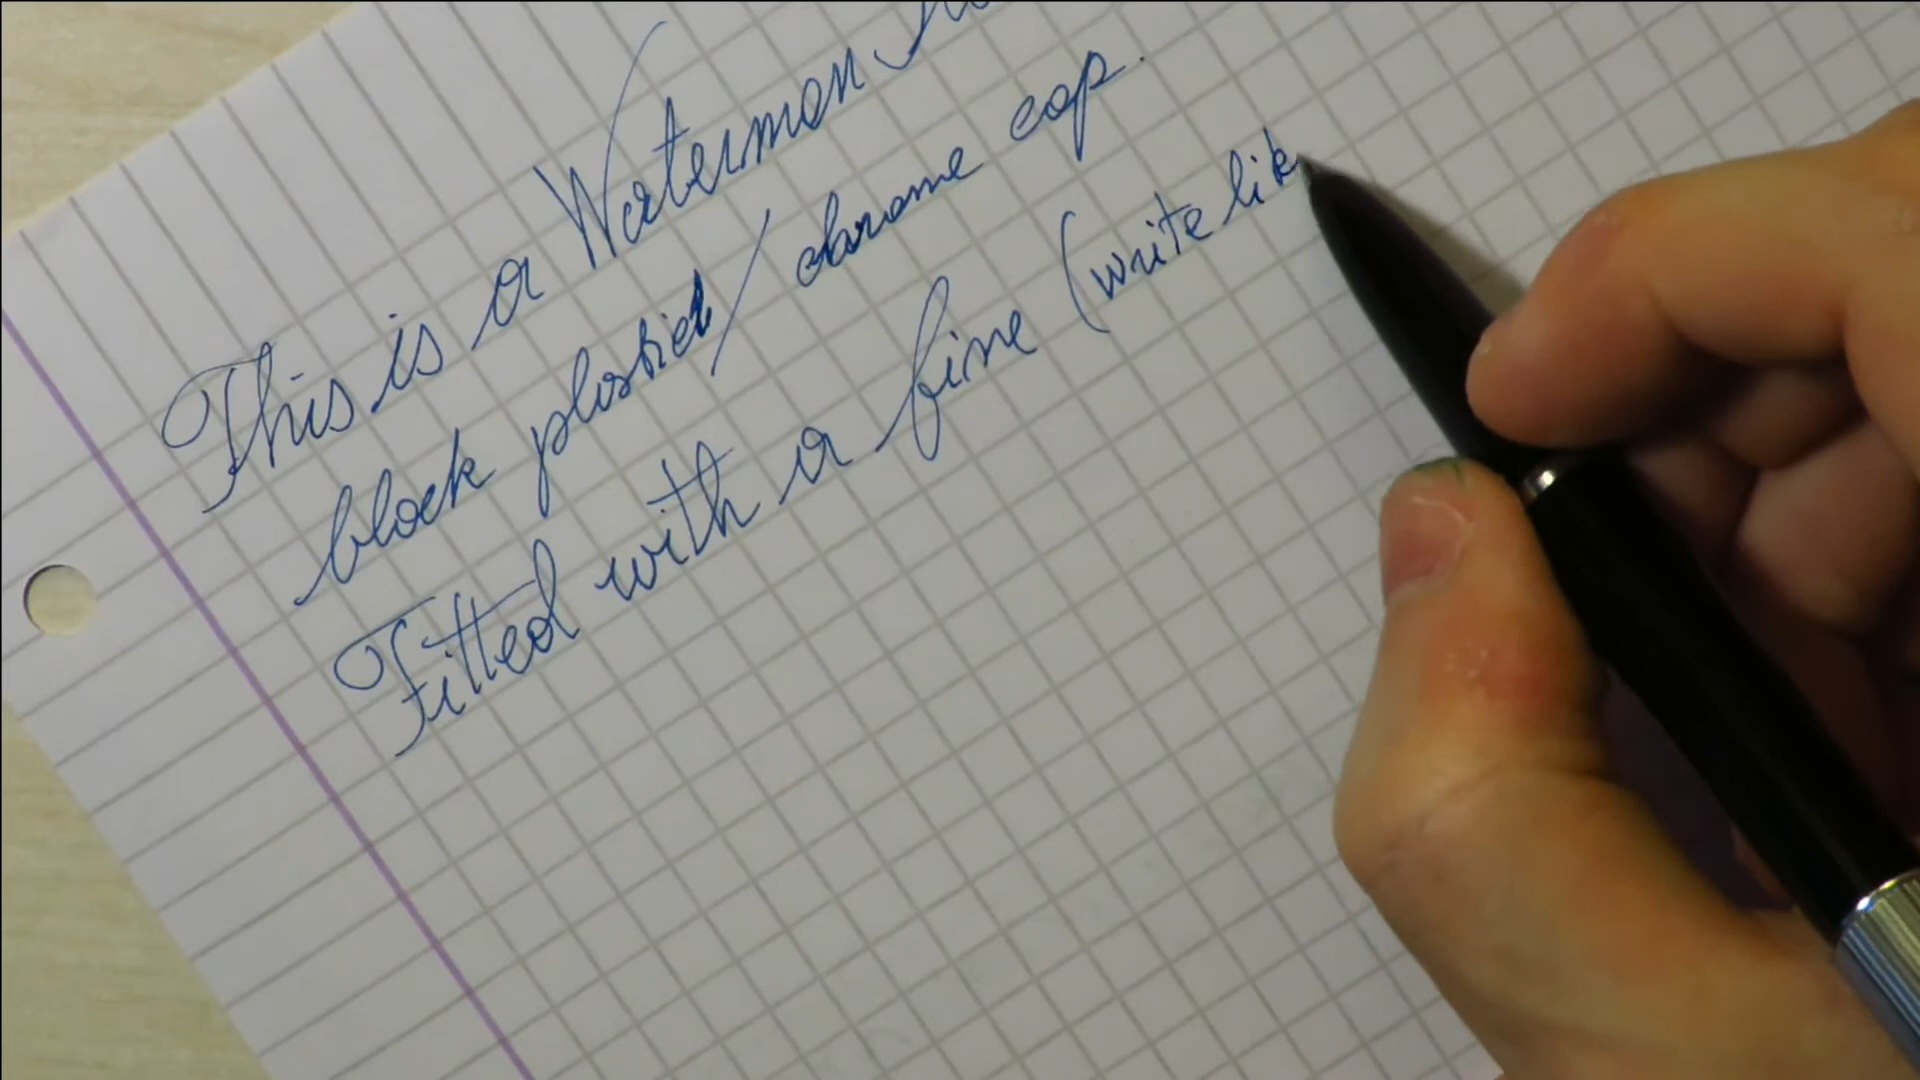 This is a Waterman
black plastic / chrome cap.
Fitted with a fine (write lik